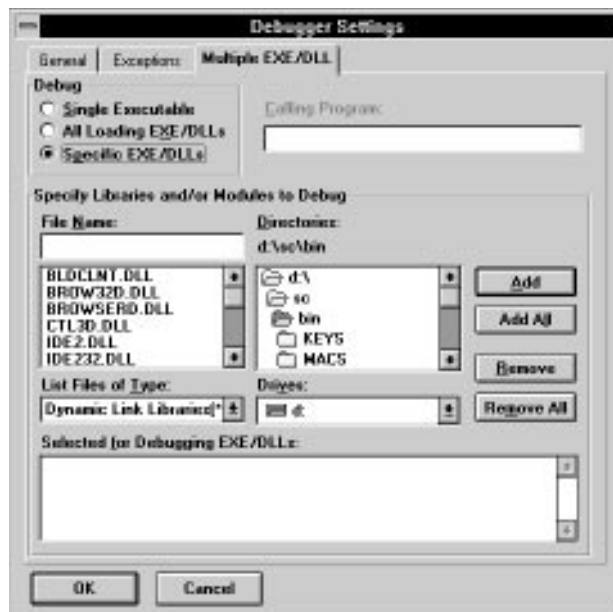 Debugger Settings
General Exceptions Multiple EXE/DLL
Debug
Single Executable
All Loading EXE/DLLs
Specific EXE/DLLs
Calling Program:
Specify Libraries and/or Modules to Debug
File Name:
Directories:
d:\sc\bin
BLDCLNT.DLL
BROW32D.DLL
BROWSERD.DLL
CTL3D.DLL
IDE2.DLL
IDE232.DLL
d:\
sc
bin
KEYS
MACS
Add
Add All
Remove
Remove All
List Files of Type:
Dynamic Link Libraries(*
Drives:
d:
Selected for Debugging EXE/DLLs:
OK
Cancel